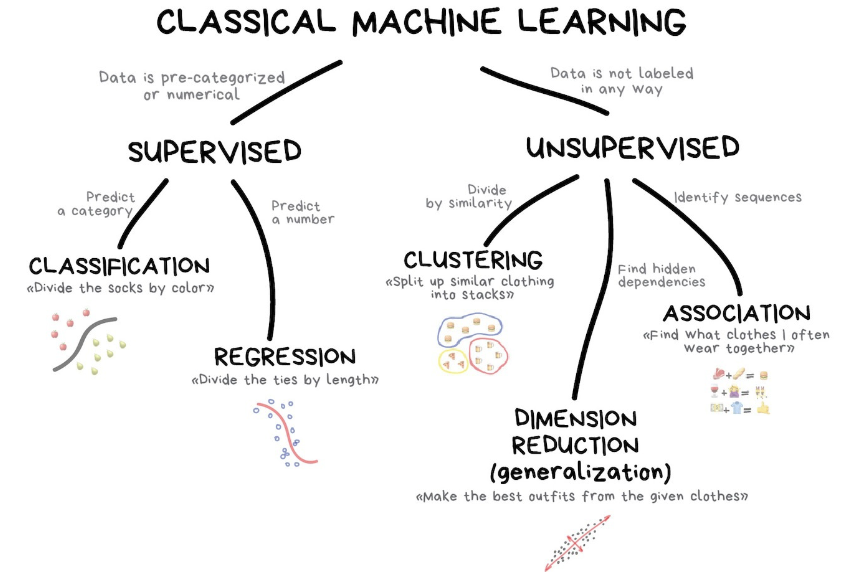 CLASSICAL MACHINE LEARNING
Data is pre-categorized
or numerical
Data is not labeled
in any way
SUPERVISED
UNSUPERVISED
Predict
a category
Predict
a number
Divide
by similarity
Identify sequences
CLASSIFICATION
«Divide the socks by color»
CLUSTERING
«Split up similar clothing
into stacks»
Find hidden
dependencies
ASSOCIATION
«Find what clothes I often
wear together»
REGRESSION
«Divide the ties by length»
+ =
+ =
+ =
DIMENSION
REDUCTION
(generalization)
«Make the best outfits from the given clothes»